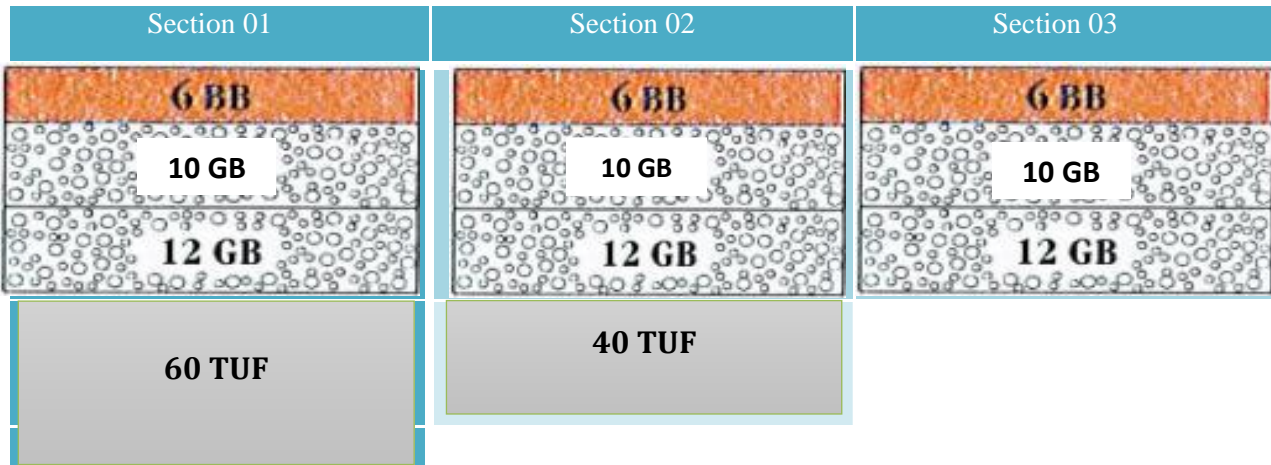 Section 01
Section 02
Section 03
6 BB
6 BB
6 BB
10 GB
10 GB
10 GB
12 GB
12 GB
12 GB
60 TUF
40 TUF